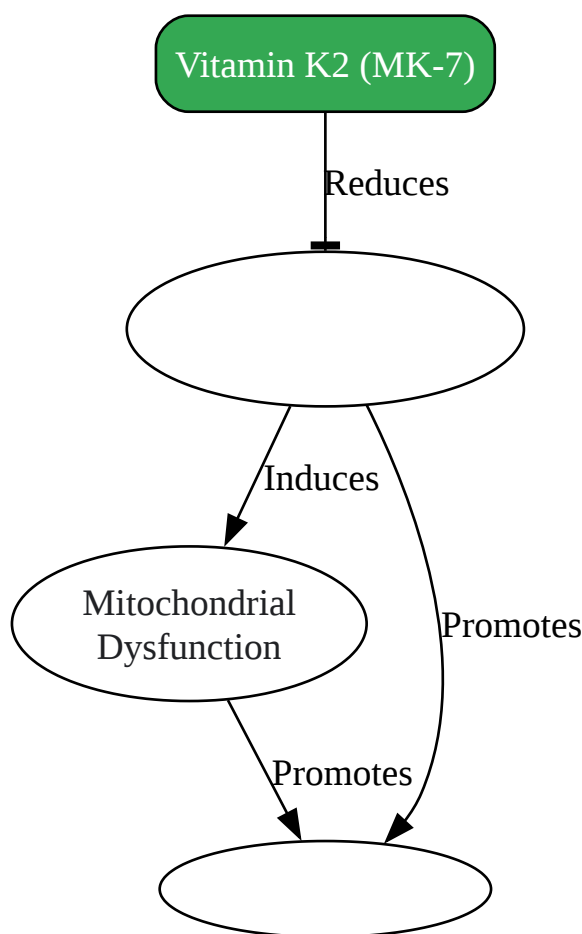 Vitamin K2 (MK-7)
Reduces
Induces
Mitochondrial
Dysfunction
Promotes
Promotes